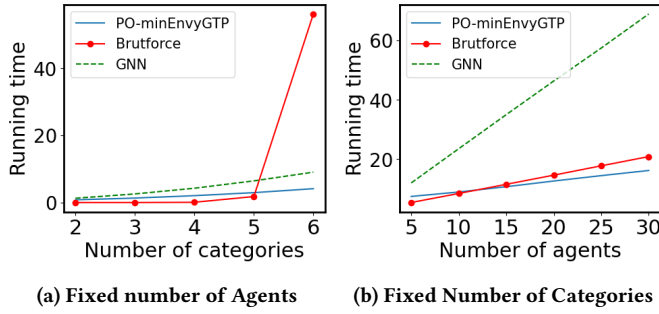 PO-minEnvyGTP
Brutforce
GNN
Running time
40
20
0
2 3 4 5 6
Number of categories
(a) Fixed number of Agents
PO-minEnvyGTP
Brutforce
GNN
Running time
60
40
20
5 10 15 20 25 30
Number of agents
(b) Fixed Number of Categories